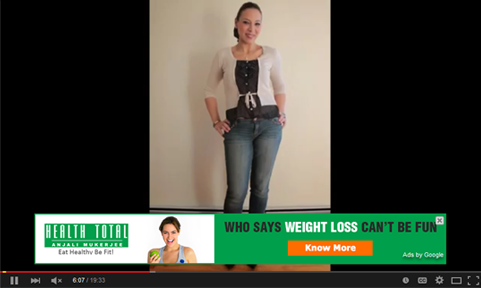 HEALTH TOTAL
ANJALI MUKERJEE
Eat Healthy Be Fit!
WHO SAYS WEIGHT LOSS CAN'T BE FUN
Know More
Ads by Google
6:07 / 19:33